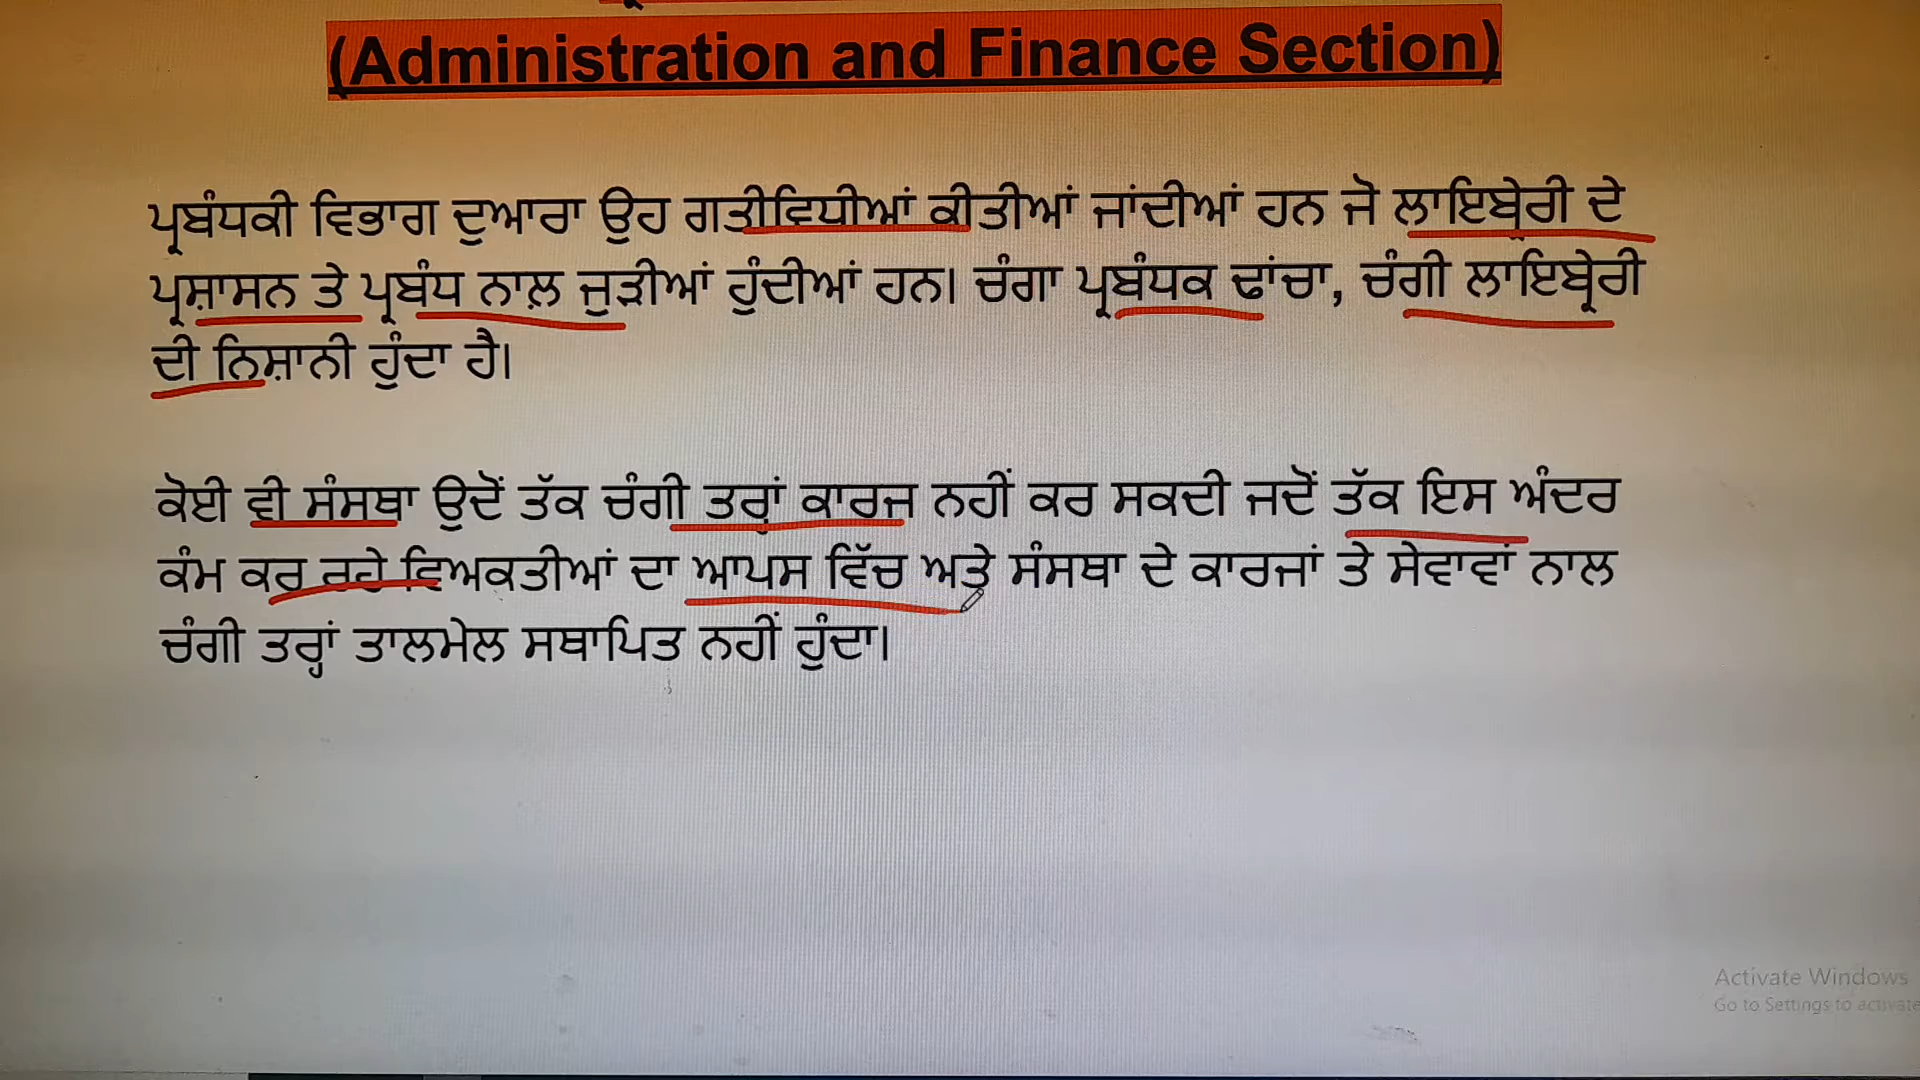 (Administration and Finance Section)
ਪ੍ਰਬੰਧਕੀ ਵਿਭਾਗ ਦੁਆਰਾ ਉਹ ਗਤੀਵਿਧੀਆਂ ਕੀਤੀਆਂ ਜਾਂਦੀਆਂ ਹਨ ਜੋ ਲਾਇਬ੍ਰੇਰੀ ਦੇ
ਪ੍ਰਸ਼ਾਸਨ ਤੇ ਪ੍ਰਬੰਧ ਨਾਲ਼ ਜੁੜੀਆਂ ਹੁੰਦੀਆਂ ਹਨ। ਚੰਗਾ ਪ੍ਰਬੰਧਕ ਢਾਂਚਾ, ਚੰਗੀ ਲਾਇਬ੍ਰੇਰੀ
ਦੀ ਨਿਸ਼ਾਨੀ ਹੁੰਦਾ ਹੈ।
ਕੋਈ ਵੀ ਸੰਸਥਾ ਉਦੋਂ ਤੱਕ ਚੰਗੀ ਤਰ੍ਹਾਂ ਕਾਰਜ ਨਹੀਂ ਕਰ ਸਕਦੀ ਜਦੋਂ ਤੱਕ ਇਸ ਅੰਦਰ
ਕੰਮ ਕਰ ਰਹੇ ਵਿਅਕਤੀਆਂ ਦਾ ਆਪਸ ਵਿੱਚ ਅਤੇ ਸੰਸਥਾ ਦੇ ਕਾਰਜਾਂ ਤੇ ਸੇਵਾਵਾਂ ਨਾਲ
ਚੰਗੀ ਤਰ੍ਹਾਂ ਤਾਲਮੇਲ ਸਥਾਪਿਤ ਨਹੀਂ ਹੁੰਦਾ।
Activate Windows
Go to Settings to activate